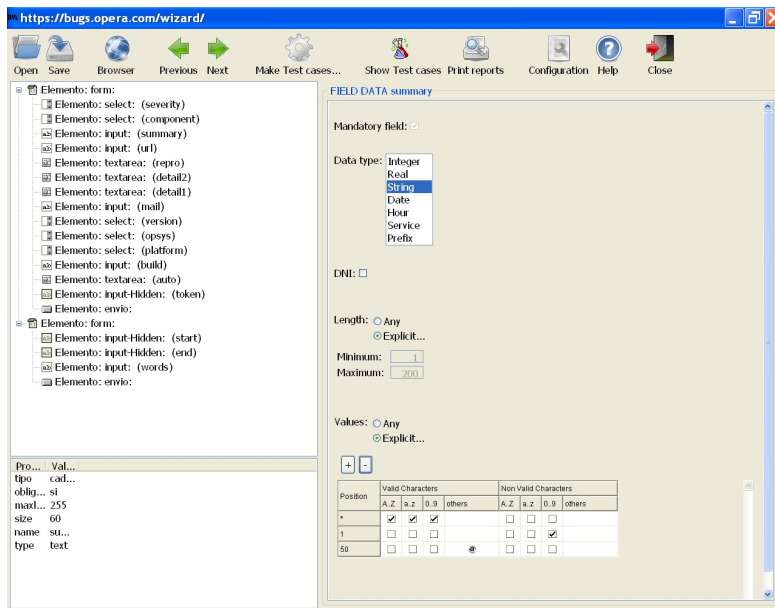 https://bugs.opera.com/wizard/
Open Save Browser Previous Next Make Test cases... Show Test cases Print reports Configuration Help Close
Elemento: form:
Elemento: select: (severity)
Elemento: select: (component)
Elemento: input: (summary)
Elemento: input: (url)
Elemento: textarea: (repro)
Elemento: textarea: (detail2)
Elemento: textarea: (detail1)
Elemento: input: (mail)
Elemento: select: (version)
Elemento: select: (opsys)
Elemento: select: (platform)
Elemento: input: (build)
Elemento: textarea: (auto)
Elemento: input-Hidden: (token)
Elemento: envio:
Elemento: form:
Elemento: input-Hidden: (start)
Elemento: input-Hidden: (end)
Elemento: input: (words)
Elemento: envio:
Pro... Val...
tipo cad...
oblig... si
maxl... 255
size 60
name su...
type text
FIELD DATA summary
Mandatory field:
Data type: Integer
Real
String
Date
Hour
Service
Prefix
DNI:
Length: Any
Explicit...
Minimum: 1
Maximum: 200
Values: Any
Explicit...
+ -
Position Valid Characters Non Valid Characters
A..Z a..z 0..9 others A..Z a..z 0..9 others
*
1
50 @